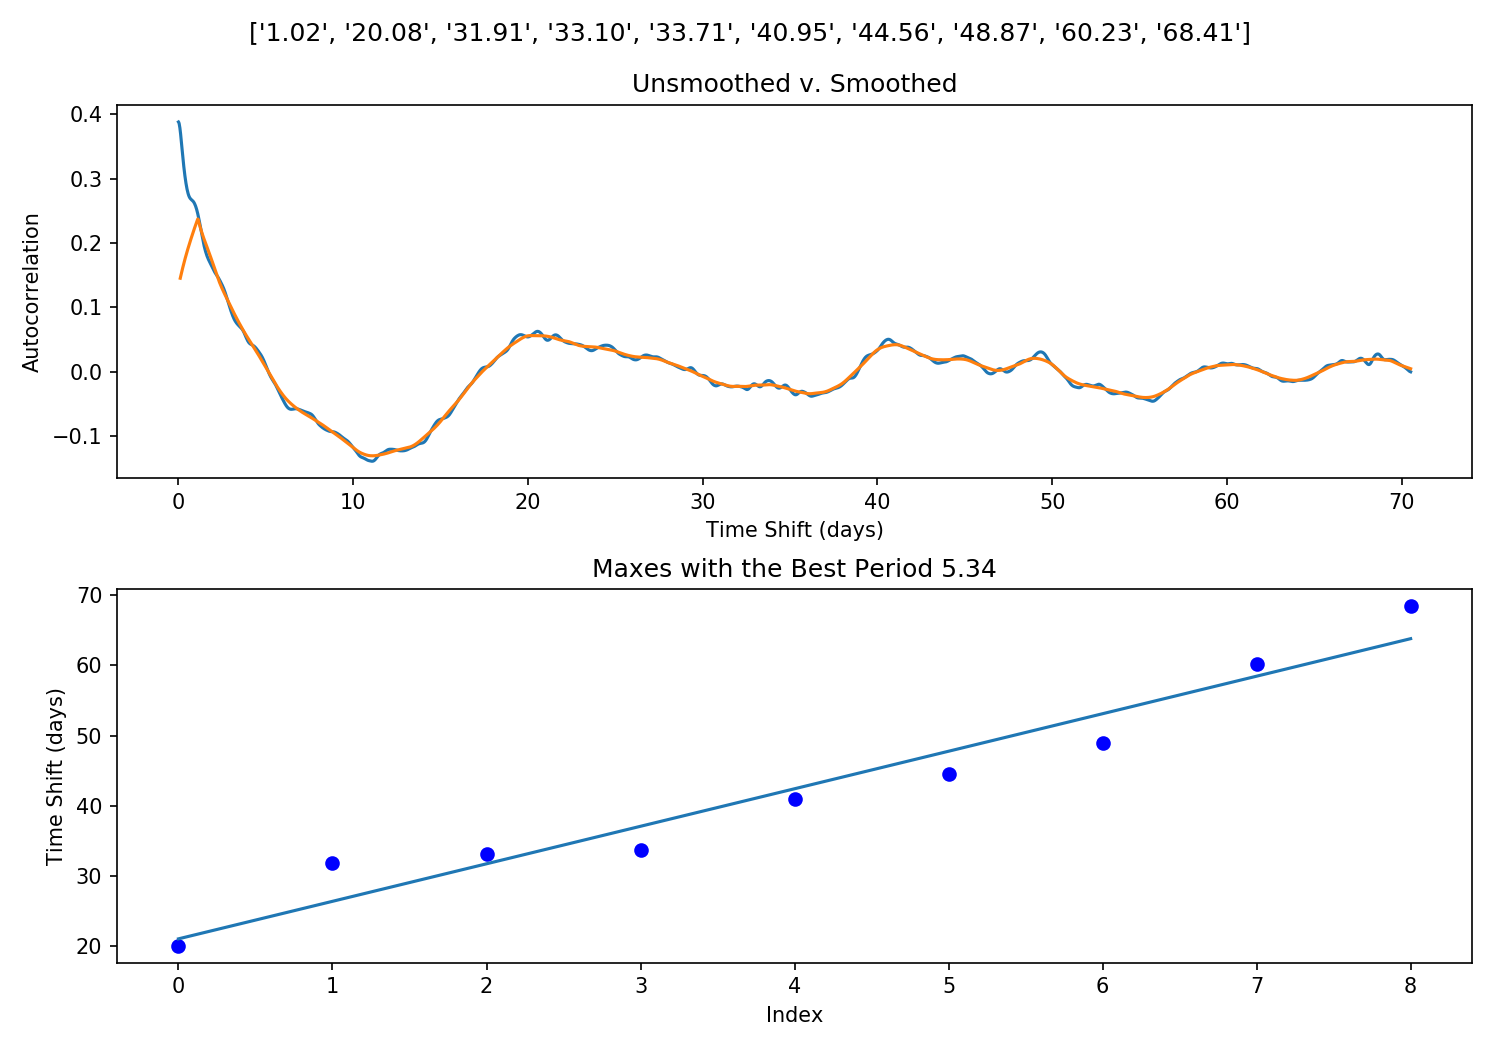 ['1.02', '20.08', '31.91', '33.10', '33.71', '40.95', '44.56', '48.87', '60.23', '68.41']
Unsmoothed v. Smoothed
Autocorrelation
0.4
0.3
0.2
0.1
0.0
−0.1
0 10 20 30 40 50 60 70
Time Shift (days)
Maxes with the Best Period 5.34
Time Shift (days)
70
60
50
40
30
20
0 1 2 3 4 5 6 7 8
Index